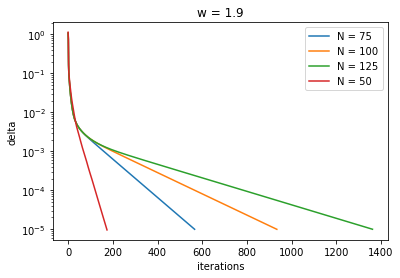 w = 1.9
N = 75
N = 100
N = 125
N = 50
delta
10⁰
10⁻¹
10⁻²
10⁻³
10⁻⁴
10⁻⁵
0 200 400 600 800 1000 1200 1400
iterations